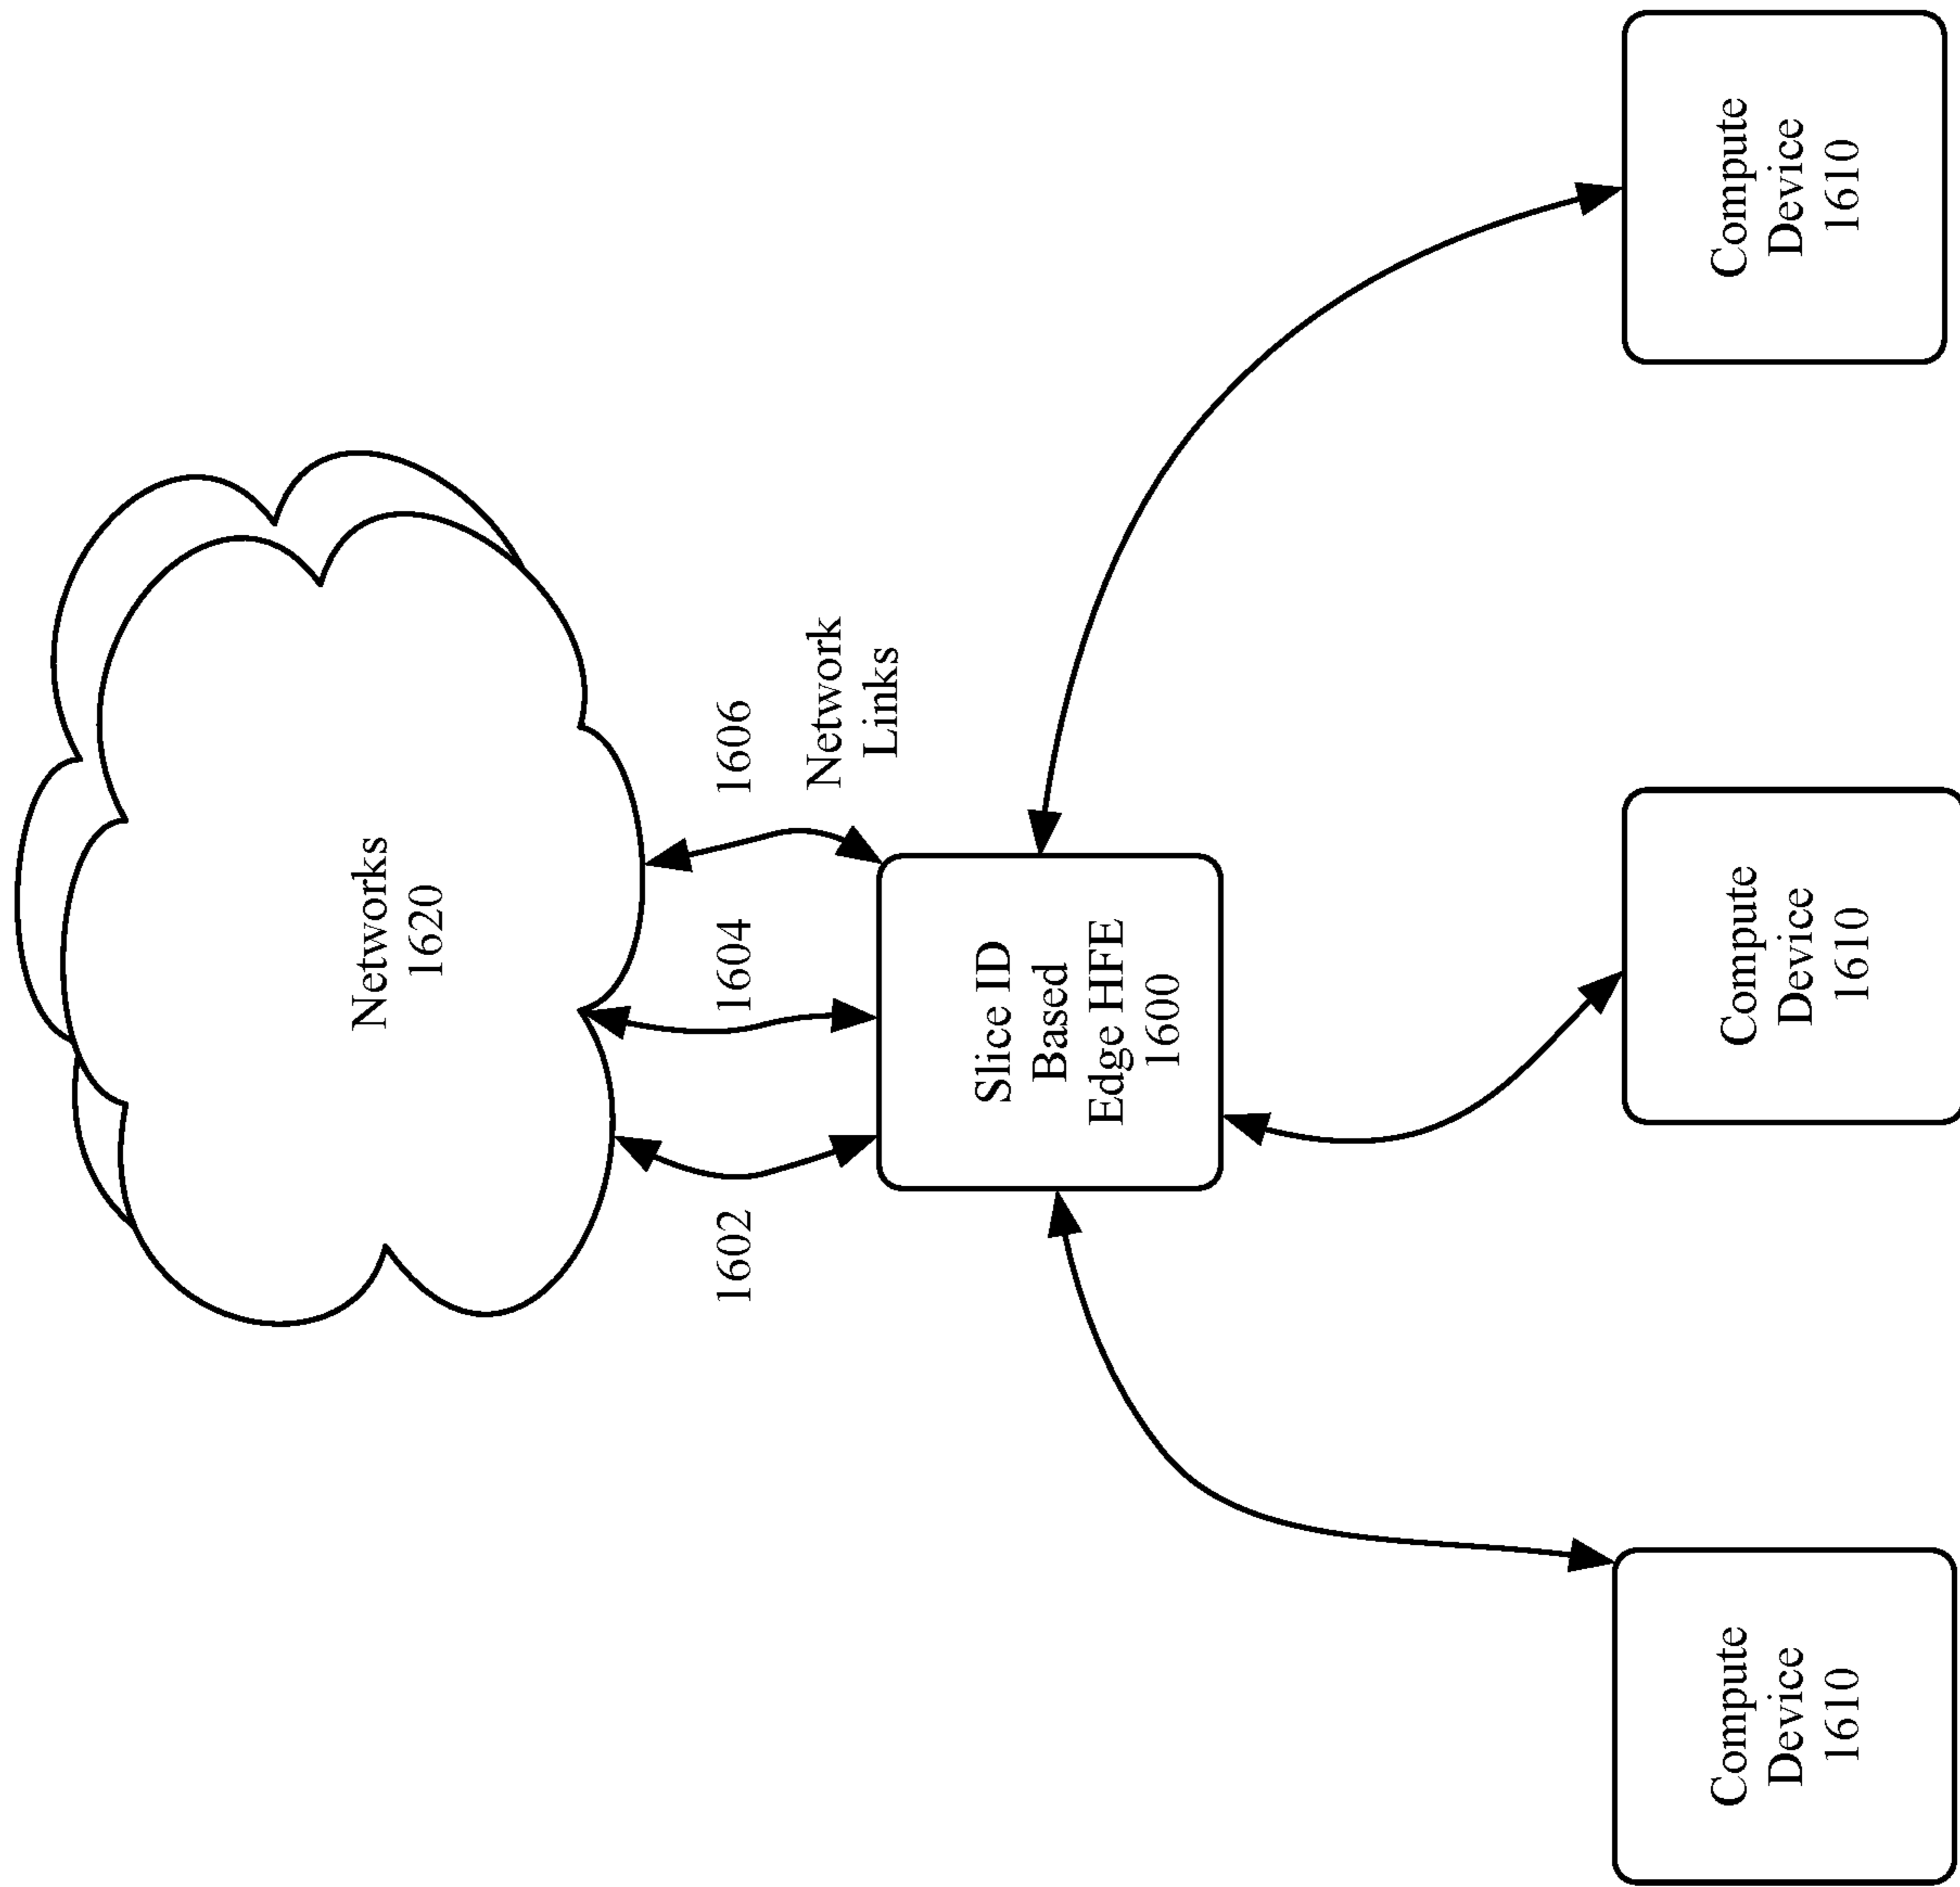 Networks
1620
1602
1604
1606
Network
Links
Slice ID
Based
Edge HFE
1600
Compute
Device
1610
Compute
Device
1610
Compute
Device
1610